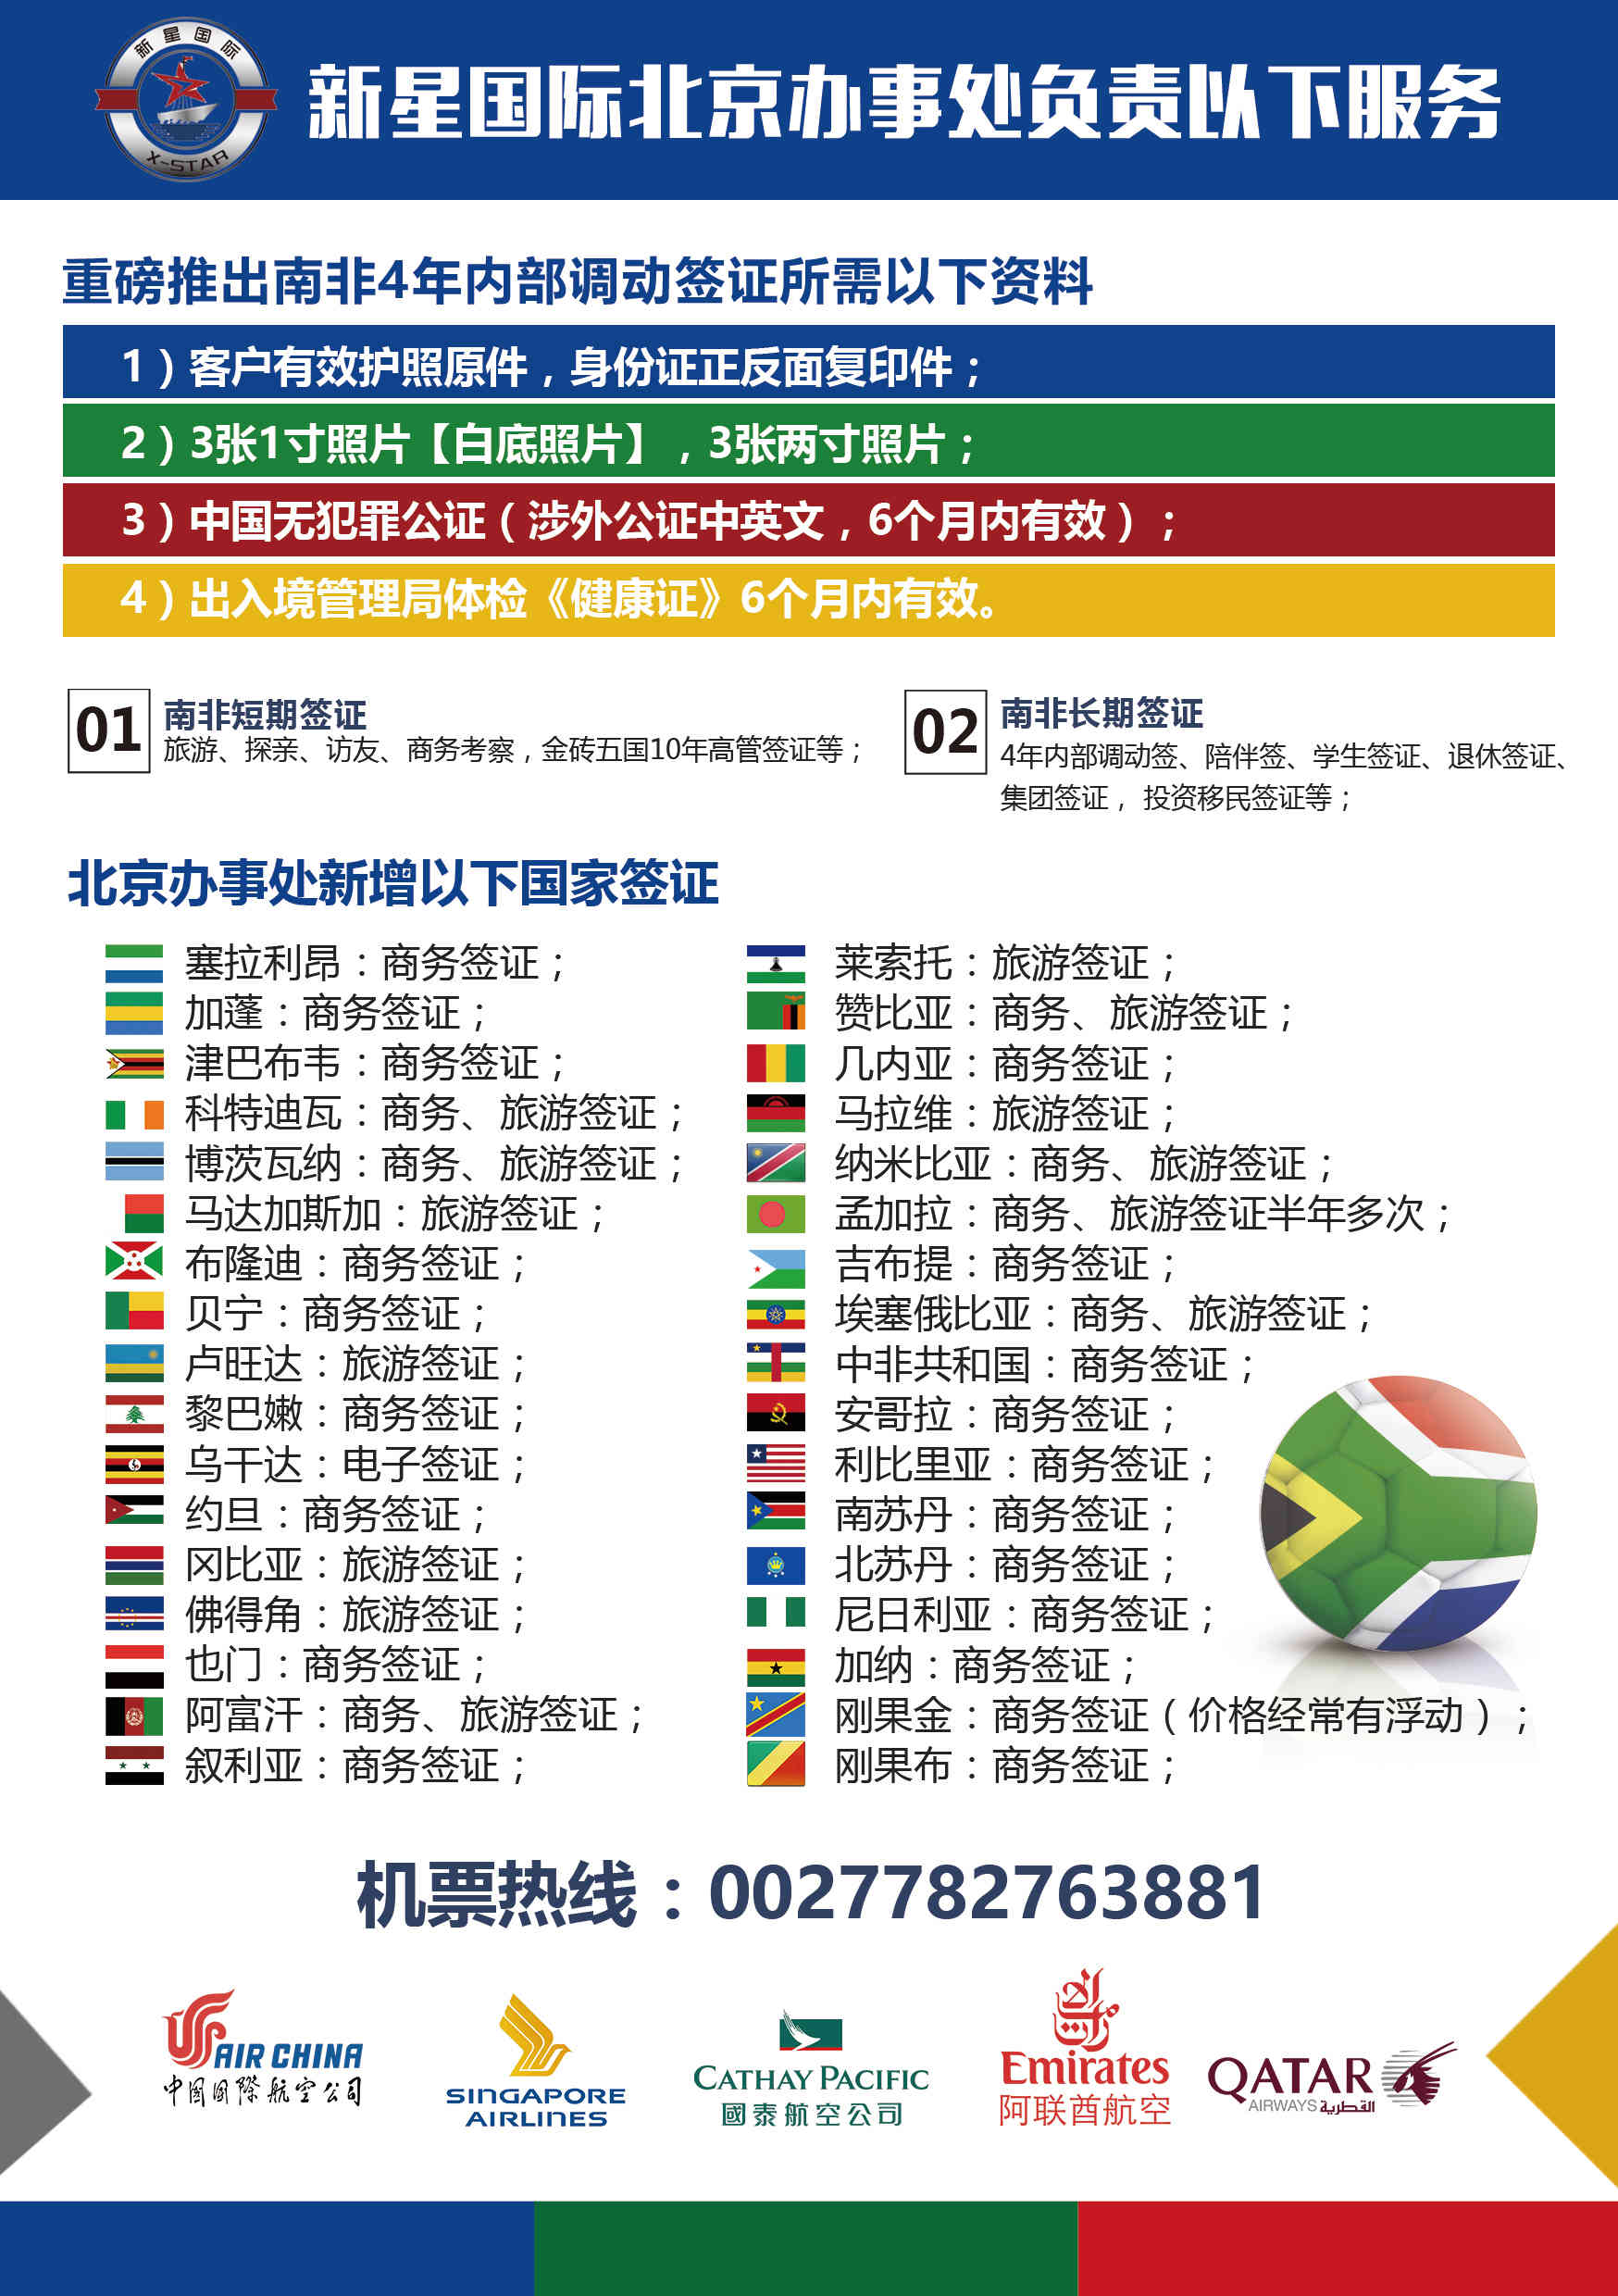 新星国际
X-STAR
新星国际北京办事处负责以下服务
重磅推出南非4年内部调动签证所需以下资料
1）客户有效护照原件，身份证正反面复印件；
2）3张1寸照片【白底照片】，3张两寸照片；
3）中国无犯罪公证（涉外公证中英文，6个月内有效）；
4）出入境管理局体检《健康证》6个月内有效。
01
南非短期签证
旅游、探亲、访友、商务考察，金砖五国10年高管签证等；
02
南非长期签证
4年内部调动签、陪伴签、学生签证、退休签证、
集团签证， 投资移民签证等；
北京办事处新增以下国家签证
塞拉利昂：商务签证；
加蓬：商务签证；
津巴布韦：商务签证；
科特迪瓦：商务、旅游签证；
博茨瓦纳：商务、旅游签证；
马达加斯加：旅游签证；
布隆迪：商务签证；
贝宁：商务签证；
卢旺达：旅游签证；
黎巴嫩：商务签证；
乌干达：电子签证；
约旦：商务签证；
冈比亚：旅游签证；
佛得角：旅游签证；
也门：商务签证；
阿富汗：商务、旅游签证；
叙利亚：商务签证；
莱索托：旅游签证；
赞比亚：商务、旅游签证；
几内亚：商务签证；
马拉维：旅游签证；
纳米比亚：商务、旅游签证；
孟加拉：商务、旅游签证半年多次；
吉布提：商务签证；
埃塞俄比亚：商务、旅游签证；
中非共和国：商务签证；
安哥拉：商务签证；
利比里亚：商务签证；
南苏丹：商务签证；
北苏丹：商务签证；
尼日利亚：商务签证；
加纳：商务签证；
刚果金：商务签证（价格经常有浮动）；
刚果布：商务签证；
机票热线：0027782763881
AIR CHINA
中国国際航空公司
SINGAPORE
AIRLINES
CATHAY PACIFIC
國泰航空公司
Emirates
阿联酋航空
QATAR
AIRWAYS القطرية